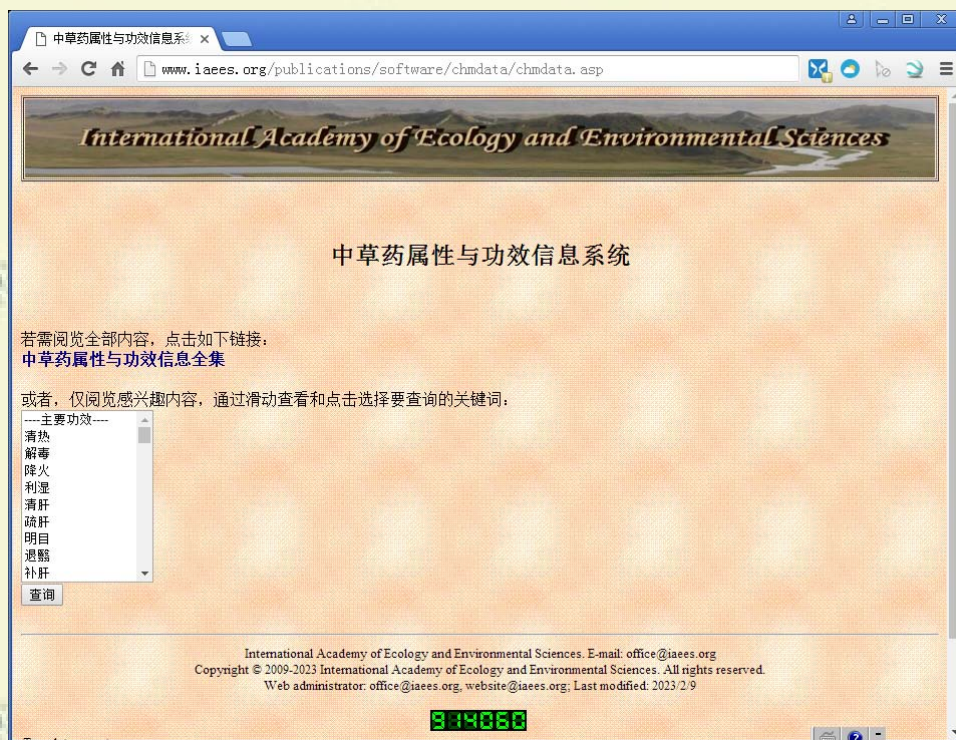 中草药属性与功效信息系
www.iaees.org/publications/software/chmdata/chmdata.asp
International Academy of Ecology and Environmental Sciences
中草药属性与功效信息系统
若需阅览全部内容，点击如下链接：
中草药属性与功效信息全集
或者，仅阅览感兴趣内容，通过滑动查看和点击选择要查询的关键词：
----主要功效----
清热
解毒
降火
利湿
清肝
疏肝
明目
退翳
补肝
查询
International Academy of Ecology and Environmental Sciences. E-mail: office@iaees.org
Copyright © 2009-2023 International Academy of Ecology and Environmental Sciences. All rights reserved.
Web administrator: office@iaees.org, website@iaees.org; Last modified: 2023/2/9
914060